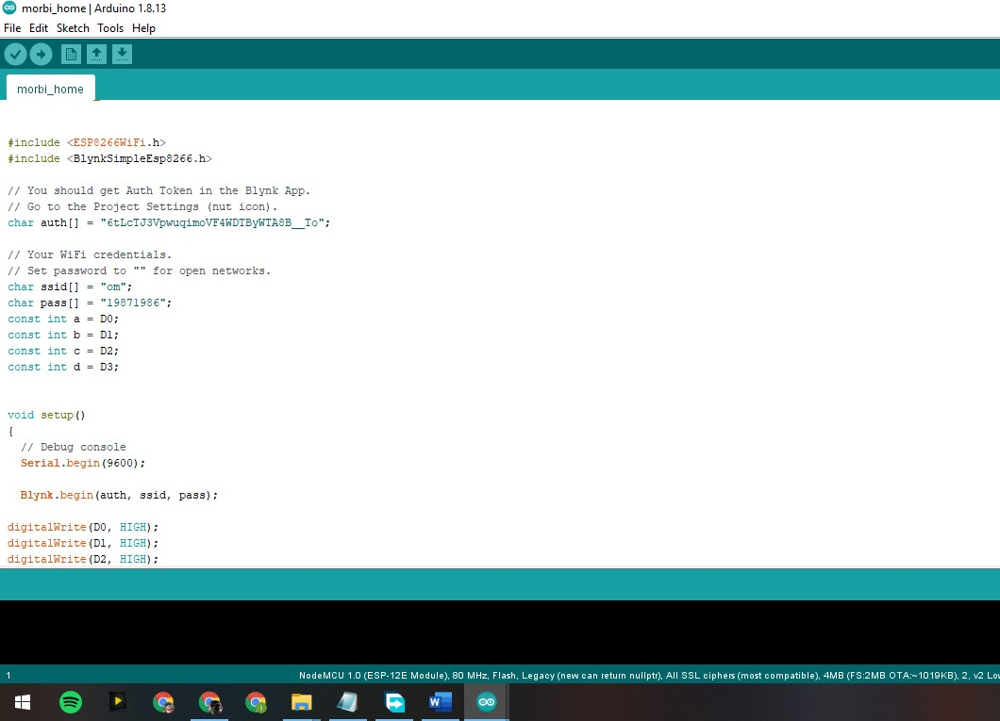 morbi_home | Arduino 1.8.13
File Edit Sketch Tools Help
morbi_home
#include <ESP8266WiFi.h>
#include <BlynkSimpleEsp8266.h>
// You should get Auth Token in the Blynk App.
// Go to the Project Settings (nut icon).
char auth[] = "6tLcTJ3VpwuqimoVF4WDTByWTA8B__To";
// Your WiFi credentials.
// Set password to "" for open networks.
char ssid[] = "om";
char pass[] = "19871986";
const int a = D0;
const int b = D1;
const int c = D2;
const int d = D3;
void setup()
{
// Debug console
Serial.begin(9600);
Blynk.begin(auth, ssid, pass);
digitalWrite(D0, HIGH);
digitalWrite(D1, HIGH);
digitalWrite(D2, HIGH);
1 NodeMCU 1.0 (ESP-12E Module), 80 MHz, Flash, Legacy (new can return nullptr), All SSL ciphers (most compatible), 4MB (FS:2MB OTA:~1019KB), 2, v2 Lo
W